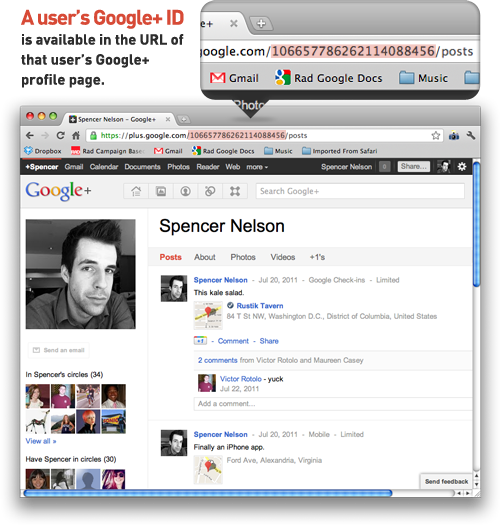 A user's Google+ ID
is available in the URL of
that user's Google+
profile page.
google.com/106657786262114088456/posts
Gmail Rad Google Docs Music
Photo
Spencer Nelson - Google+
https://plus.google.com/106657786262114088456/posts
Dropbox Rad Campaign Base Gmail Rad Google Docs Music Imported From Safari
+Spencer Gmail Calendar Documents Photos Reader Web more Spencer Nelson 0 Share...
Google+ Search Google+
Spencer Nelson
Posts About Photos Videos +1's
Spencer Nelson - Jul 20, 2011 - Google Check-ins - Limited
This kale salad.
Rustik Tavern
84 T St NW, Washington D.C., District of Columbia, United States
+1 - Comment - Share
2 comments from Victor Rotolo and Maureen Casey
Victor Rotolo - yuck
Jul 22, 2011
Add a comment...
Spencer Nelson - Jul 20, 2011 - Mobile - Limited
Finally an iPhone app.
Ford Ave, Alexandria, Virginia
Send an email
In Spencer's circles (34)
View all »
Have Spencer in circles (30)
Send feedback